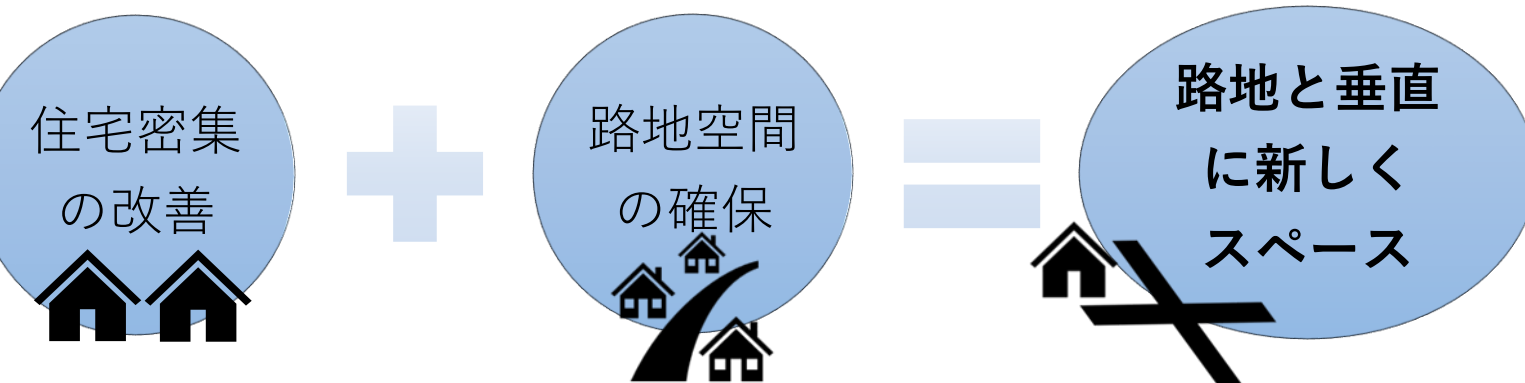 住宅密集
の改善
路地空間
の確保
路地と垂直
に新しく
スペース